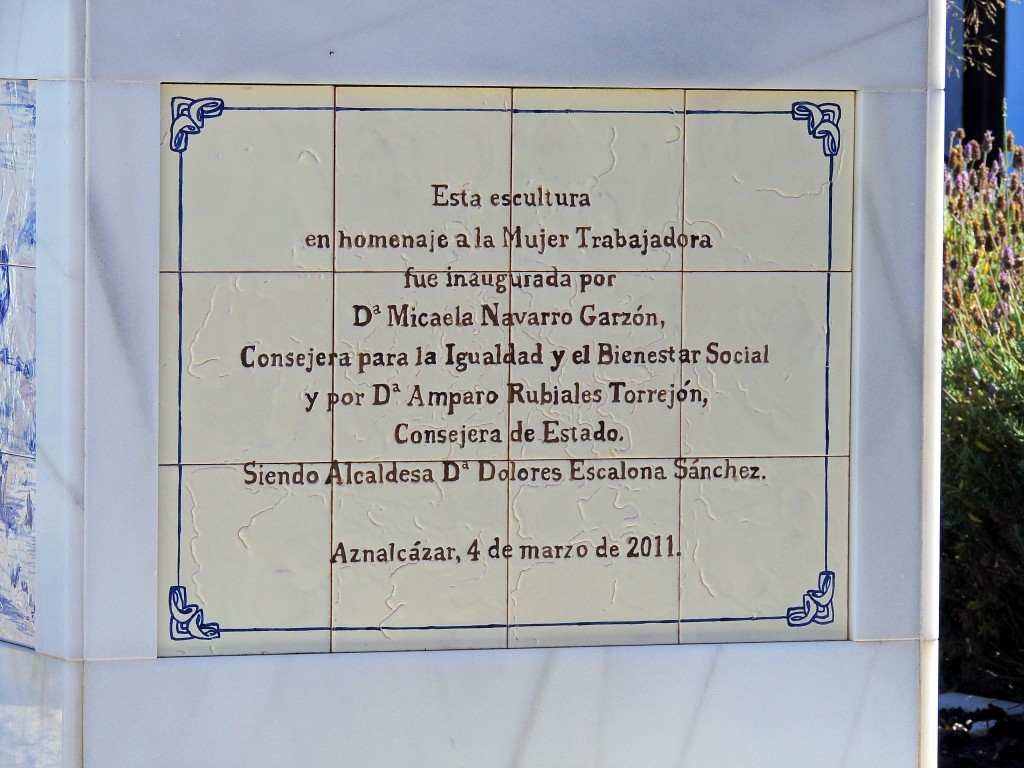 Esta escultura
en homenaje a la Mujer Trabajadora
fue inaugurada por
Dª Micaela Navarro Garzón,
Consejera para la Igualdad y el Bienestar Social
y por Dª Amparo Rubiales Torrejón,
Consejera de Estado.
Siendo Alcaldesa Dª Dolores Escalona Sánchez.
Aznalcázar, 4 de marzo de 2011.